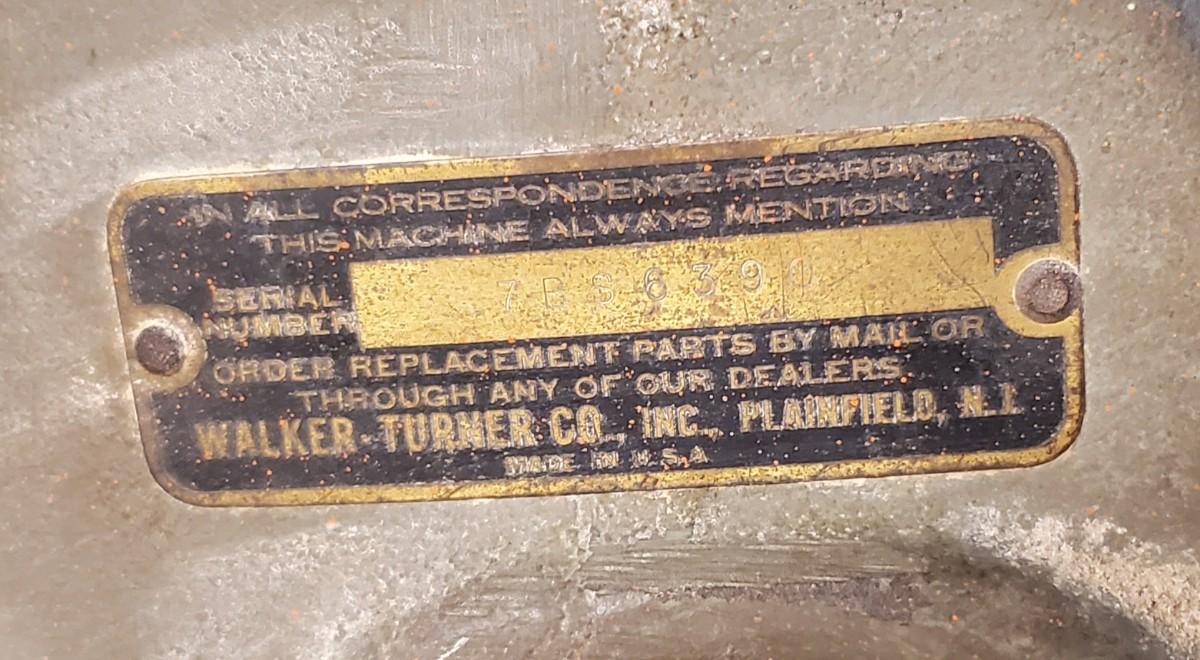 IN ALL CORRESPONDENCE REGARDING
THIS MACHINE ALWAYS MENTION
SERIAL NUMBER 7BS6390
ORDER REPLACEMENT PARTS BY MAIL OR
THROUGH ANY OF OUR DEALERS
WALKER-TURNER CO., INC., PLAINFIELD, N.J.
MADE IN U.S.A